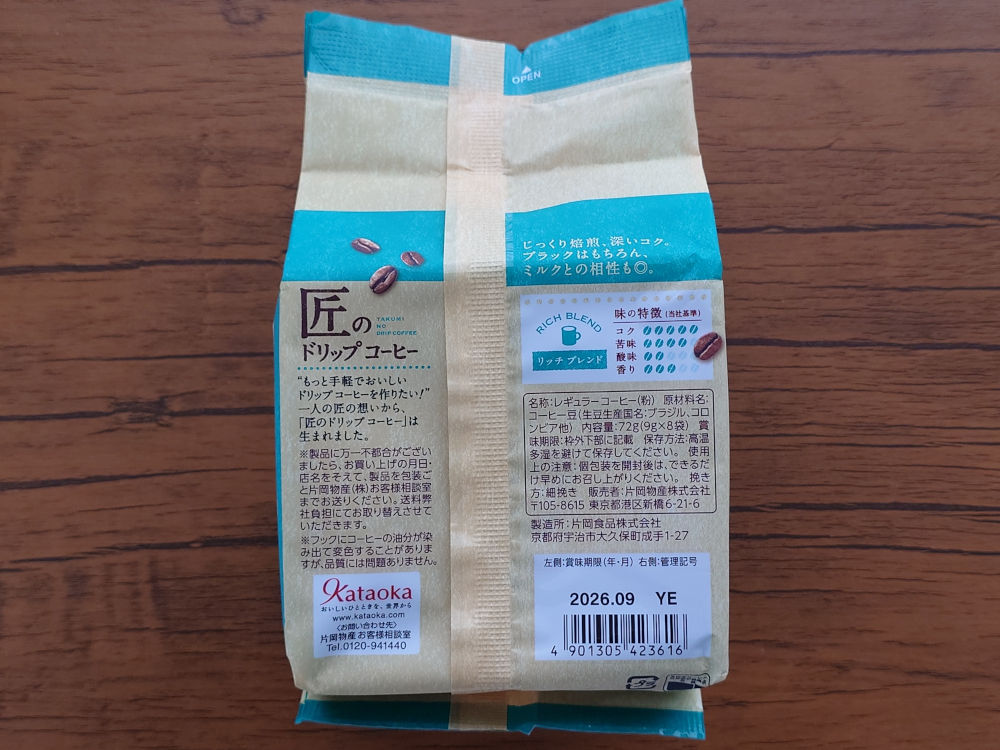 OPEN
じっくり焙煎、深いコク。
ブラックはもちろん、
ミルクとの相性も◎。
匠の
TAKUMI
NO
DRIP COFFEE
ドリップ コーヒー
“もっと手軽でおいしい
ドリップコーヒーを作りたい!”
一人の匠の想いから、
「匠のドリップ コーヒー」は
生まれました。
※製品に万一不都合がござい
ましたら、お買い上げの月日・
店名をそえて、製品を包装ご
と片岡物産(株)お客様相談室
までお送りください。送料弊
社負担にてお取り替えさせて
いただきます。
※フックにコーヒーの油分が染
み出て変色することがありま
すが、品質には問題ありません。
Kataoka
おいしいひとときを、世界から
www.kataoka.com
〈お問い合わせ先〉
片岡物産 お客様相談室
Tel.0120-941440
RICH BLEND
リッチ ブレンド
味の特徴(当社基準)
コク
苦味
酸味
香り
名称:レギュラーコーヒー(粉) 原材料名:
コーヒー豆(生豆生産国名:ブラジル、コロ
ンビア他) 内容量:72g(9g×8袋) 賞
味期限:枠外下部に記載 保存方法:高温
多湿を避けて保存してください。 使用
上の注意:個包装を開封後は、できるだ
け早めにお召し上がりください。 挽き
方:細挽き 販売者:片岡物産株式会社
〒105-8615 東京都港区新橋6-21-6
製造所:片岡食品株式会社
京都府宇治市大久保町成手1-27
左側:賞味期限(年・月) 右側:管理記号
2026.09 YE
4 901305 423616